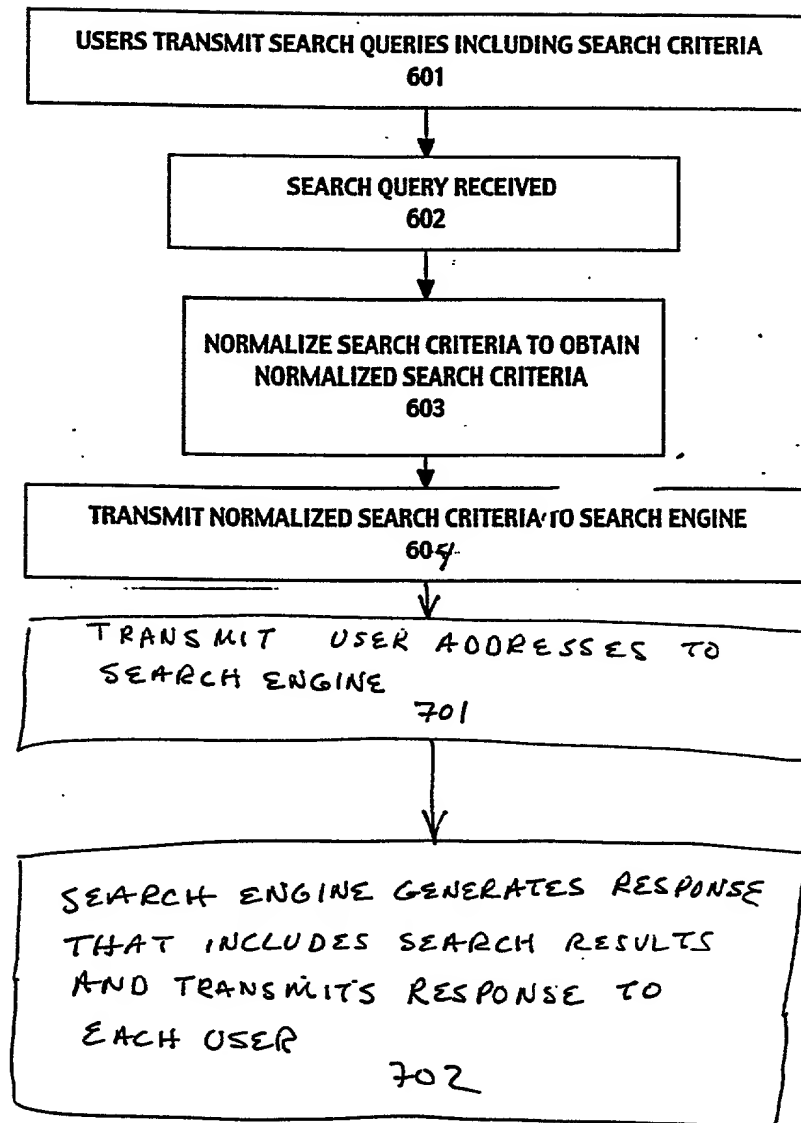 USERS TRANSMIT SEARCH QUERIES INCLUDING SEARCH CRITERIA
601
SEARCH QUERY RECEIVED
602
NORMALIZE SEARCH CRITERIA TO OBTAIN
NORMALIZED SEARCH CRITERIA
603
TRANSMIT NORMALIZED SEARCH CRITERIA TO SEARCH ENGINE
604
TRANSMIT USER ADDRESSES TO
SEARCH ENGINE
701
SEARCH ENGINE GENERATES RESPONSE
THAT INCLUDES SEARCH RESULTS
AND TRANSMITS RESPONSE TO
EACH USER
702